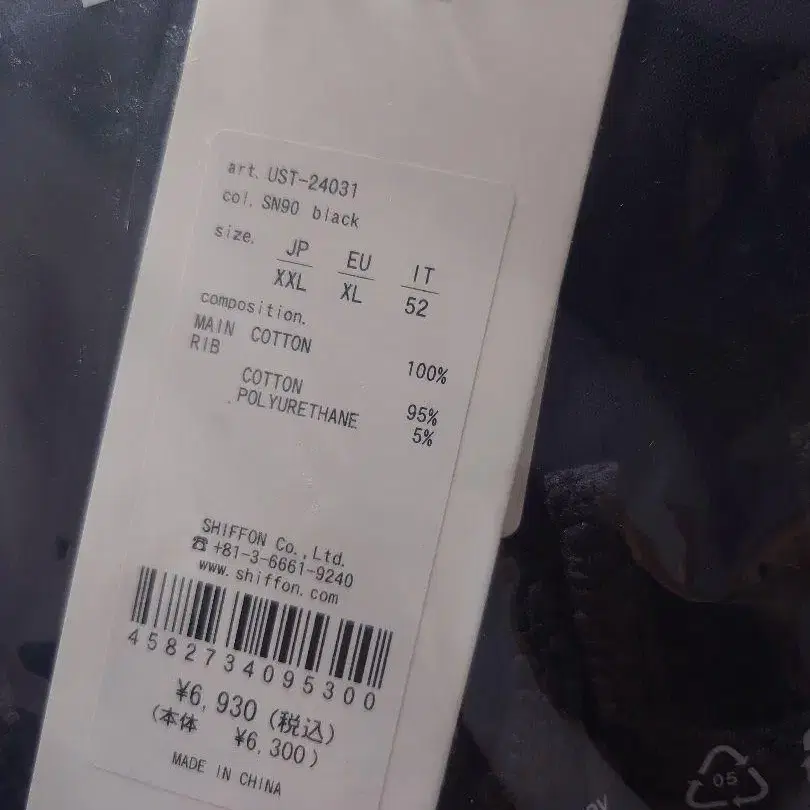 art. UST-24031
col. SN90 black
size. JP EU IT
XXL XL 52
composition.
MAIN COTTON 100%
RIB
COTTON 95%
POLYURETHANE 5%
SHIFFON Co., Ltd.
☎ +81-3-6661-9240
www. shiffon. com
4582734095300
¥6,930 (税込)
(本体 ¥6,300)
MADE IN CHINA
05